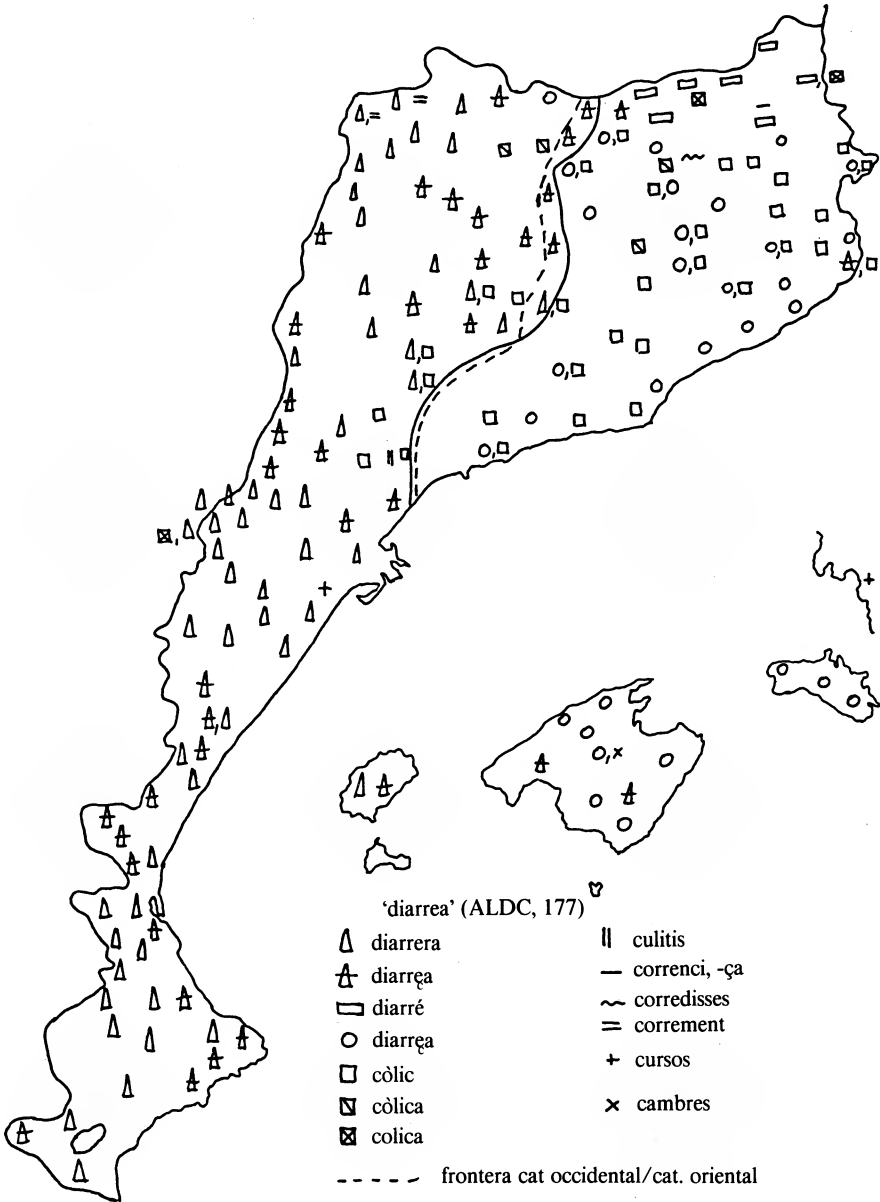 ‘diarrea’ (ALDC, 177)
diarrera
diarręa
diarré
diarręa
còlic
còlica
colica
culitis
correnci, -ça
corredisses
correment
cursos
cambres
frontera cat occidental/cat. oriental